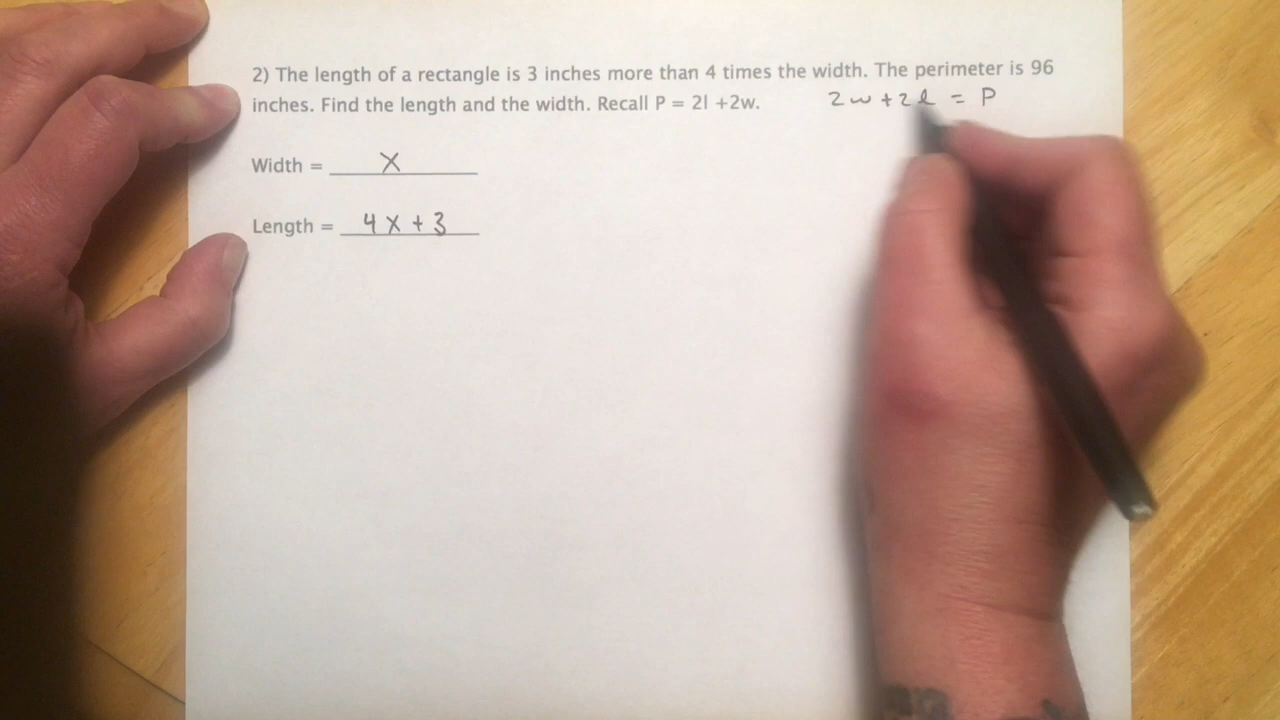 2) The length of a rectangle is 3 inches more than 4 times the width. The perimeter is 96
inches. Find the length and the width. Recall P = 2l +2w. 2w + 2l = P
Width = X
Length = 4X + 3